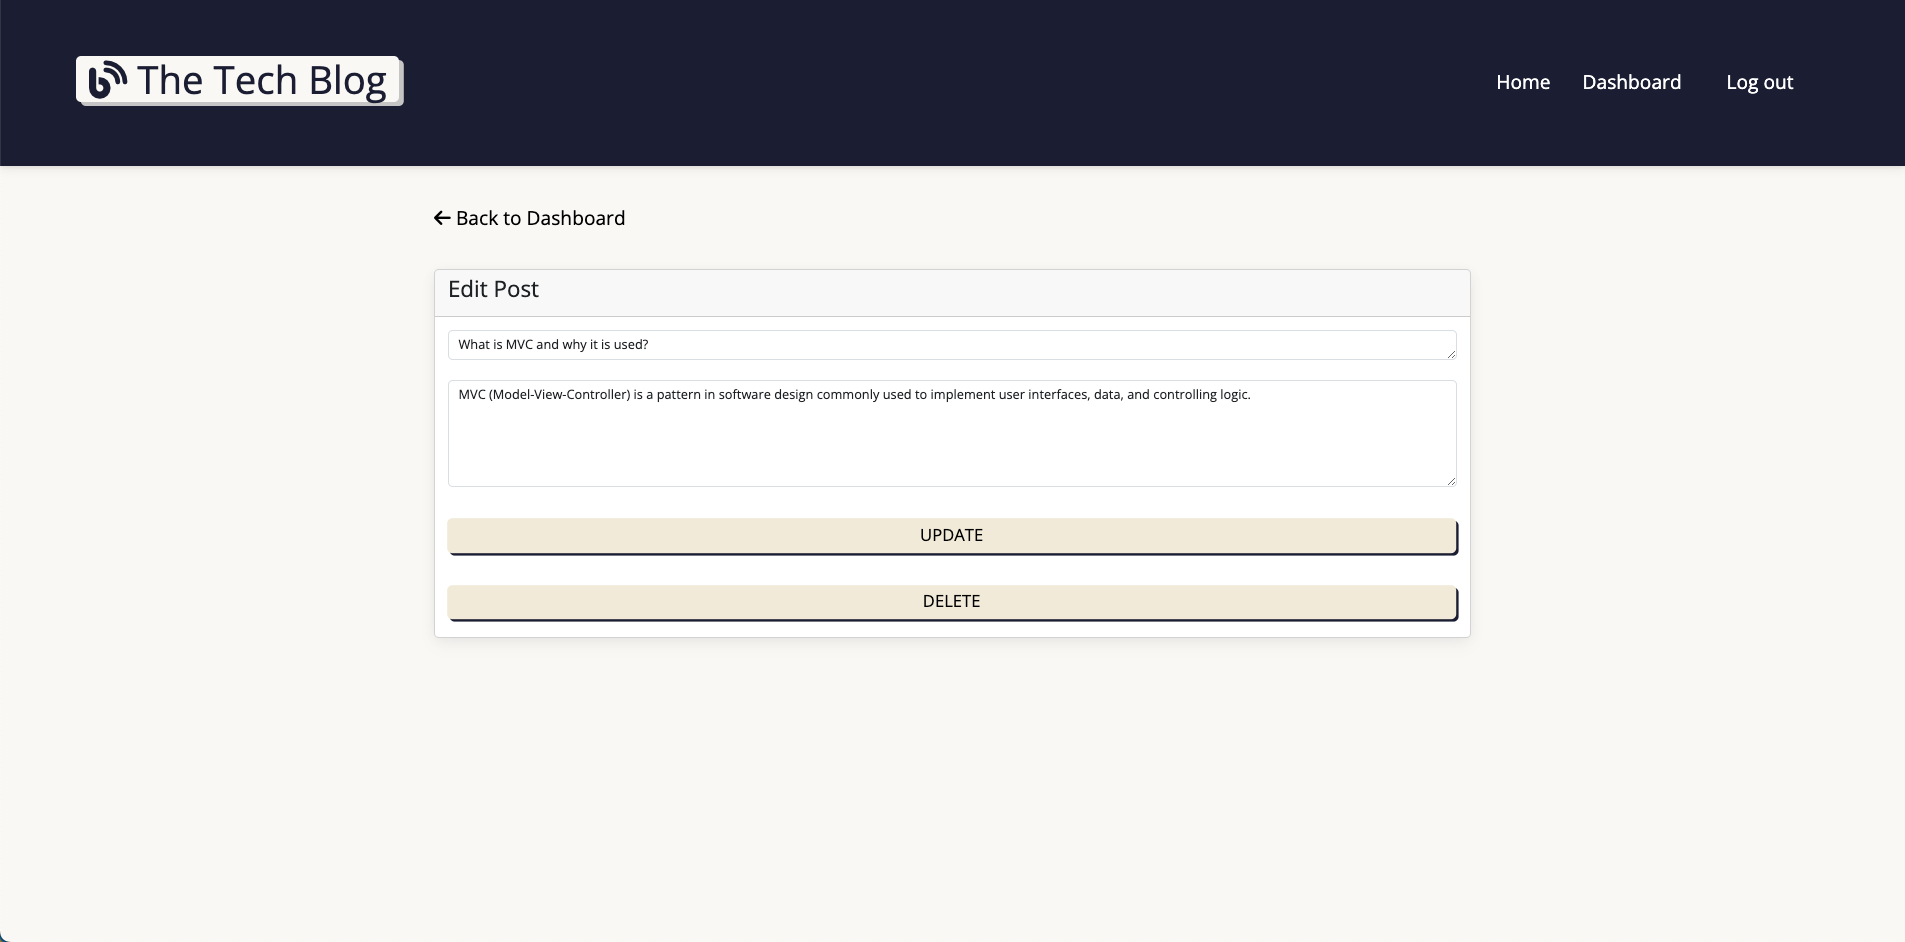 The Tech Blog
Home Dashboard Log out
Back to Dashboard
Edit Post
What is MVC and why it is used?
MVC (Model-View-Controller) is a pattern in software design commonly used to implement user interfaces, data, and controlling logic.
UPDATE
DELETE